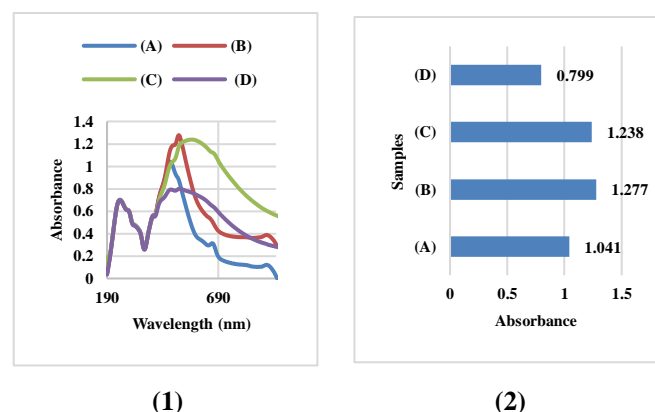 (A) (B)
(C) (D)
1.4
1.2
1
0.8
0.6
0.4
0.2
0
Absorbance
190 690
Wavelength (nm)
(1)
(D) 0.799
(C) 1.238
(B) 1.277
(A) 1.041
Samples
0 0.5 1 1.5
Absorbance
(2)